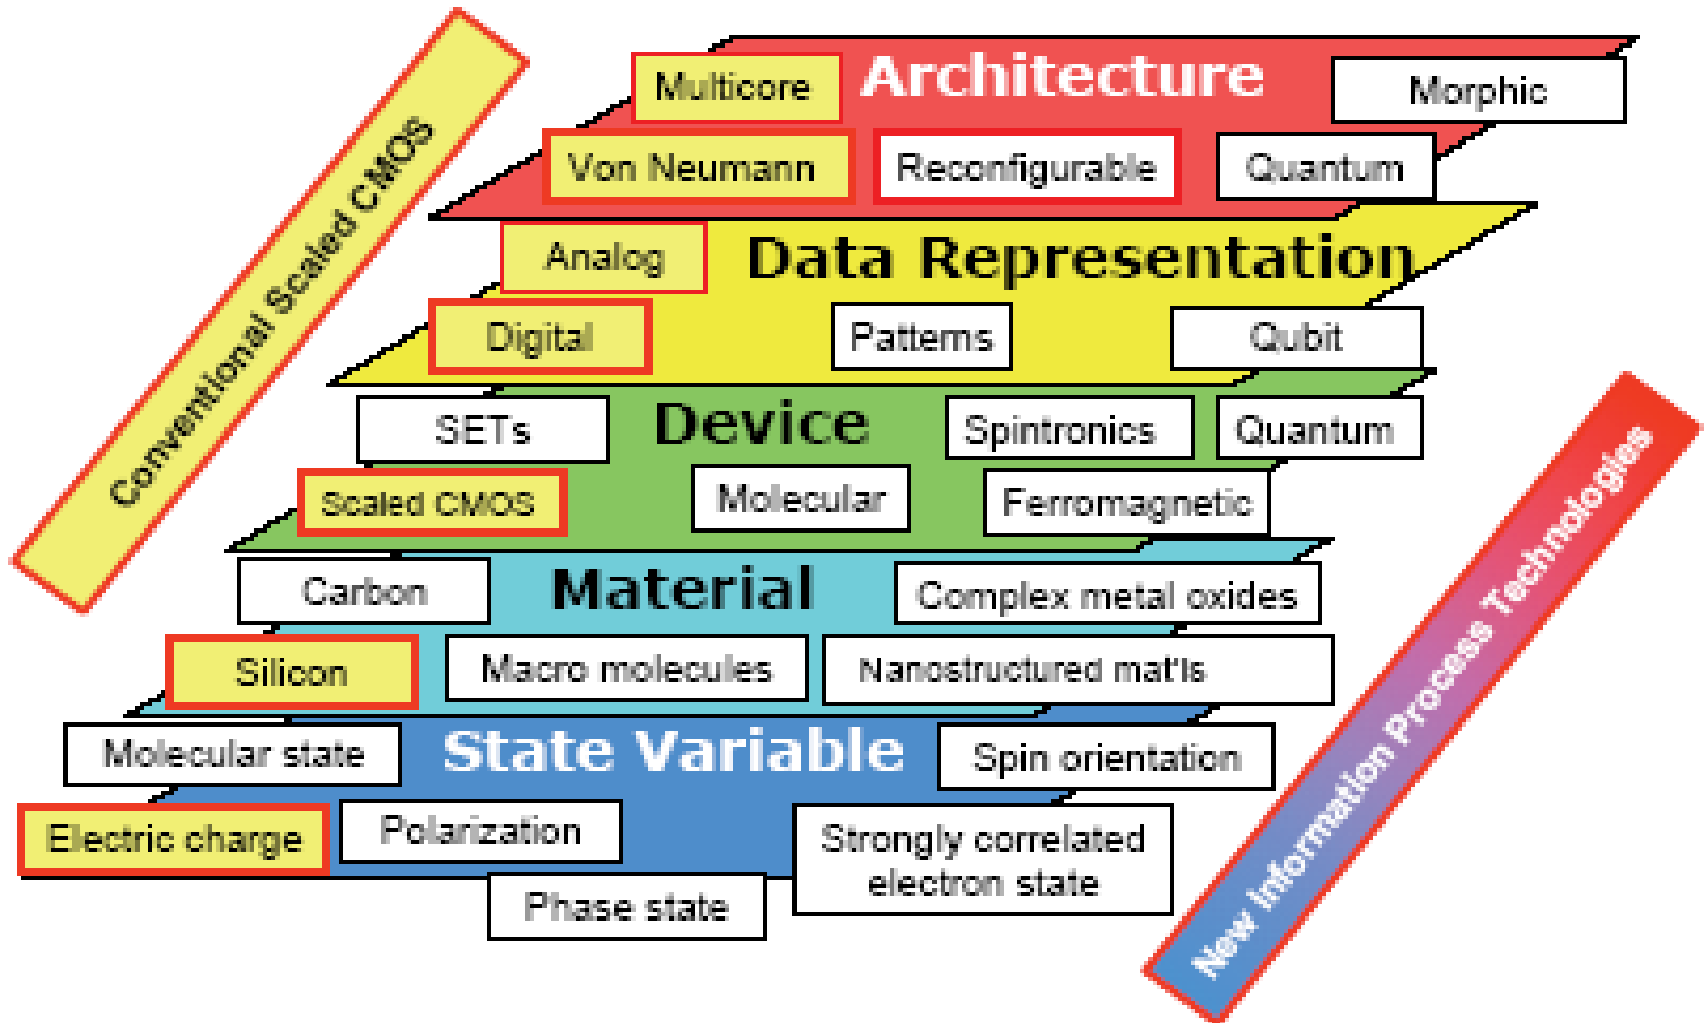 Conventional Scaled CMOS
Multicore
Architecture
Morphic
Von Neumann
Reconfigurable
Quantum
Analog
Data Representation
Digital
Patterns
Qubit
SETs
Device
Spintronics
Quantum
Scaled CMOS
Molecular
Ferromagnetic
Carbon
Material
Complex metal oxides
Silicon
Macro molecules
Nanostructured mat'ls
Molecular state
State Variable
Spin orientation
Electric charge
Polarization
Strongly correlated
electron state
Phase state
New Information Process Technologies